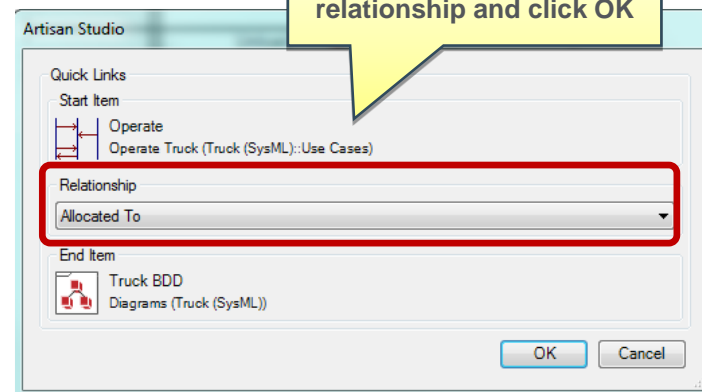 relationship and click OK
Artisan Studio
Quick Links
Start Item
Operate
Operate Truck (Truck (SysML)::Use Cases)
Relationship
Allocated To
End Item
Truck BDD
Diagrams (Truck (SysML))
OK Cancel